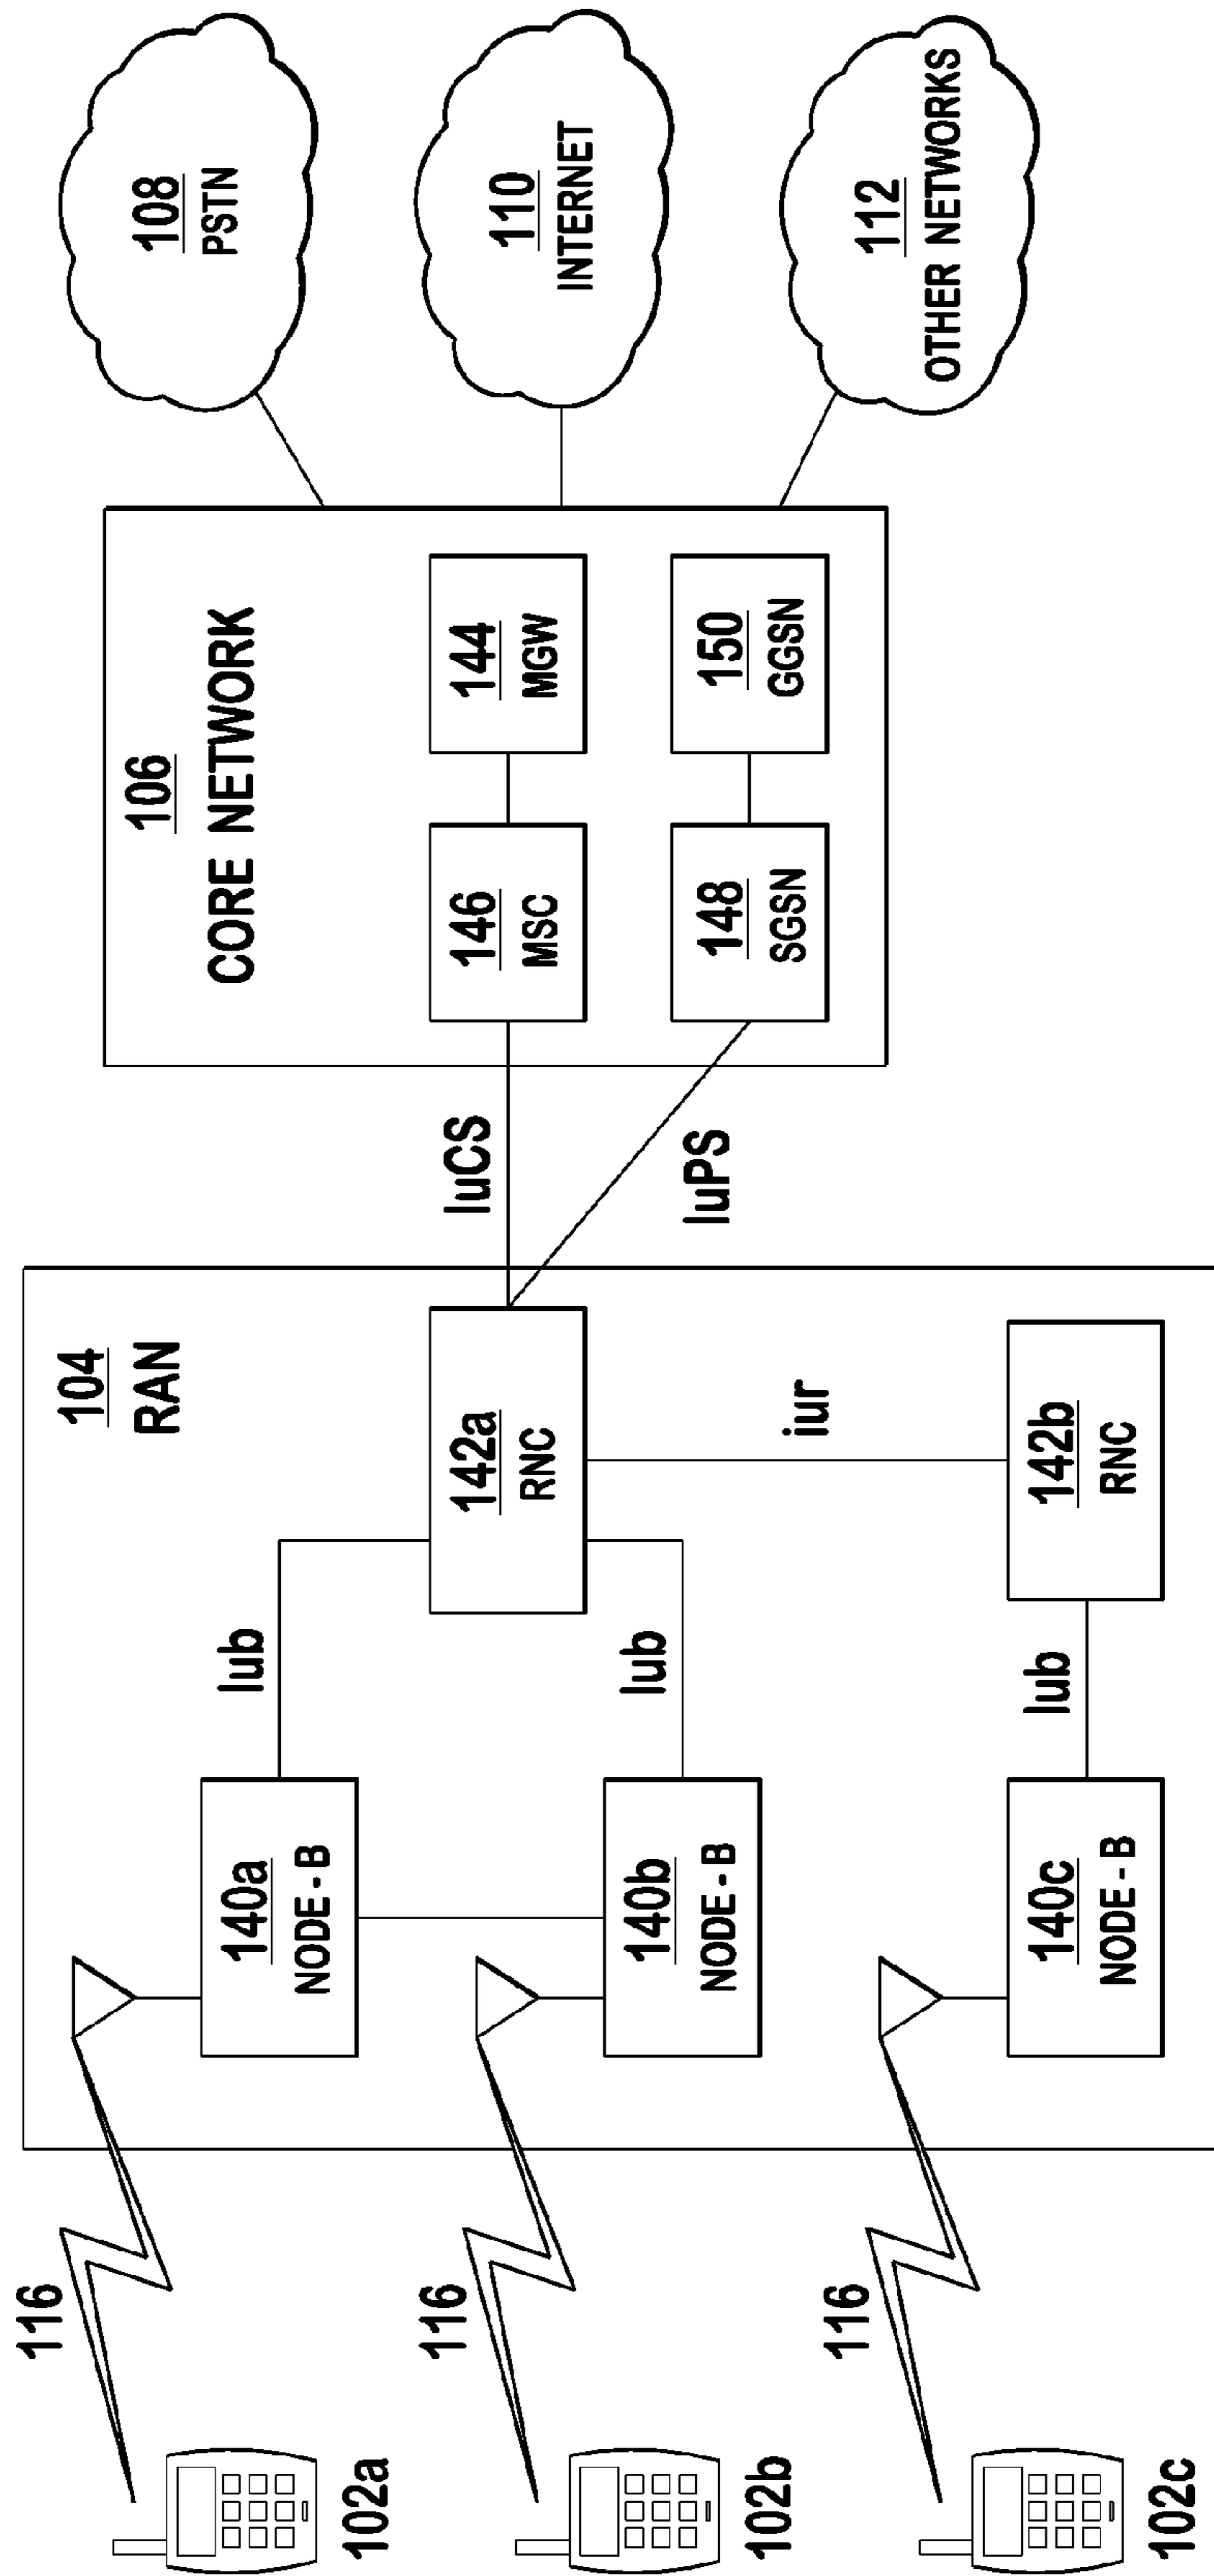 116
102a
116
102b
116
102c
104
RAN
140a
NODE - B
140b
NODE - B
140c
NODE - B
Iub
Iub
Iub
142a
RNC
142b
RNC
iur
IuCS
IuPS
106
CORE NETWORK
146
MSC
144
MGW
148
SGSN
150
GGSN
108
PSTN
110
INTERNET
112
OTHER NETWORKS